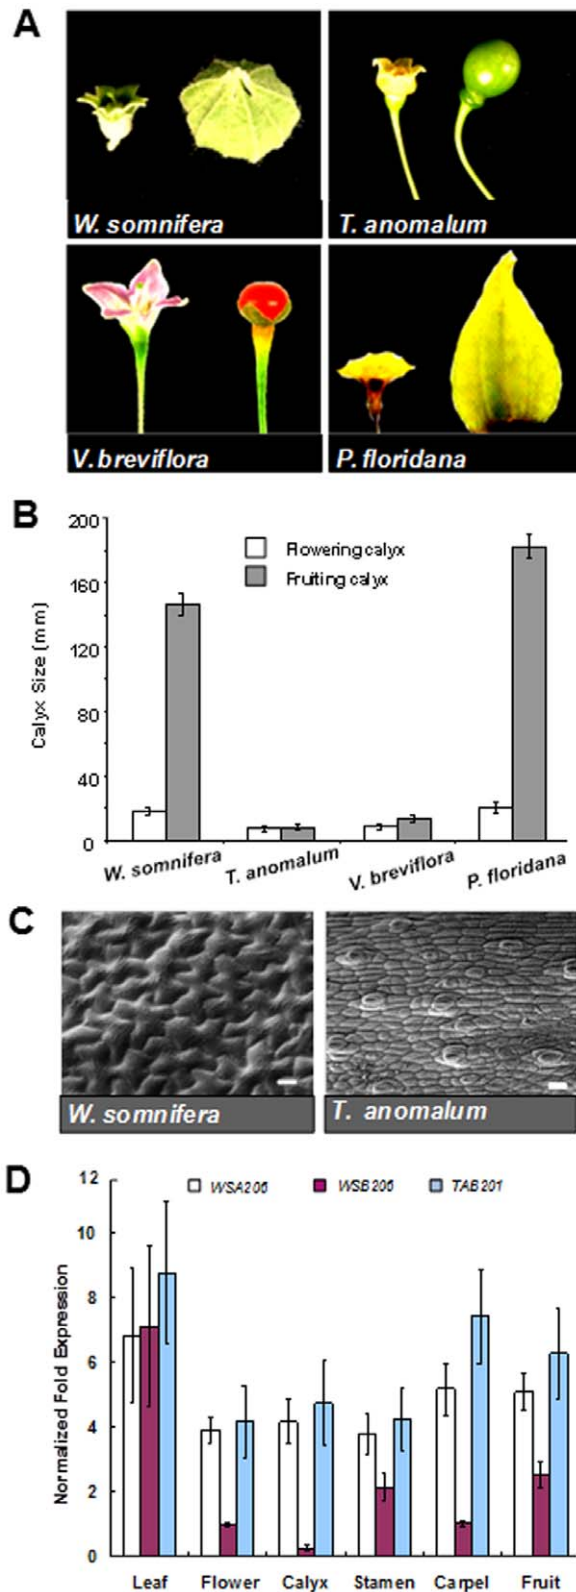 A
W. somnifera
T. anomalum
V. breviflora
P. floridana
B
Calyx Size (mm)
200
160
120
80
40
0
Flowering calyx
Fruiting calyx
W. somnifera
T. anomalum
V. breviflora
P. floridana
C
W. somnifera
T. anomalum
D
Normalized Fold Expression
12
10
8
6
4
2
0
WSA206 WSB206 TAB201
Leaf Flower Calyx Stamen Carpel Fruit